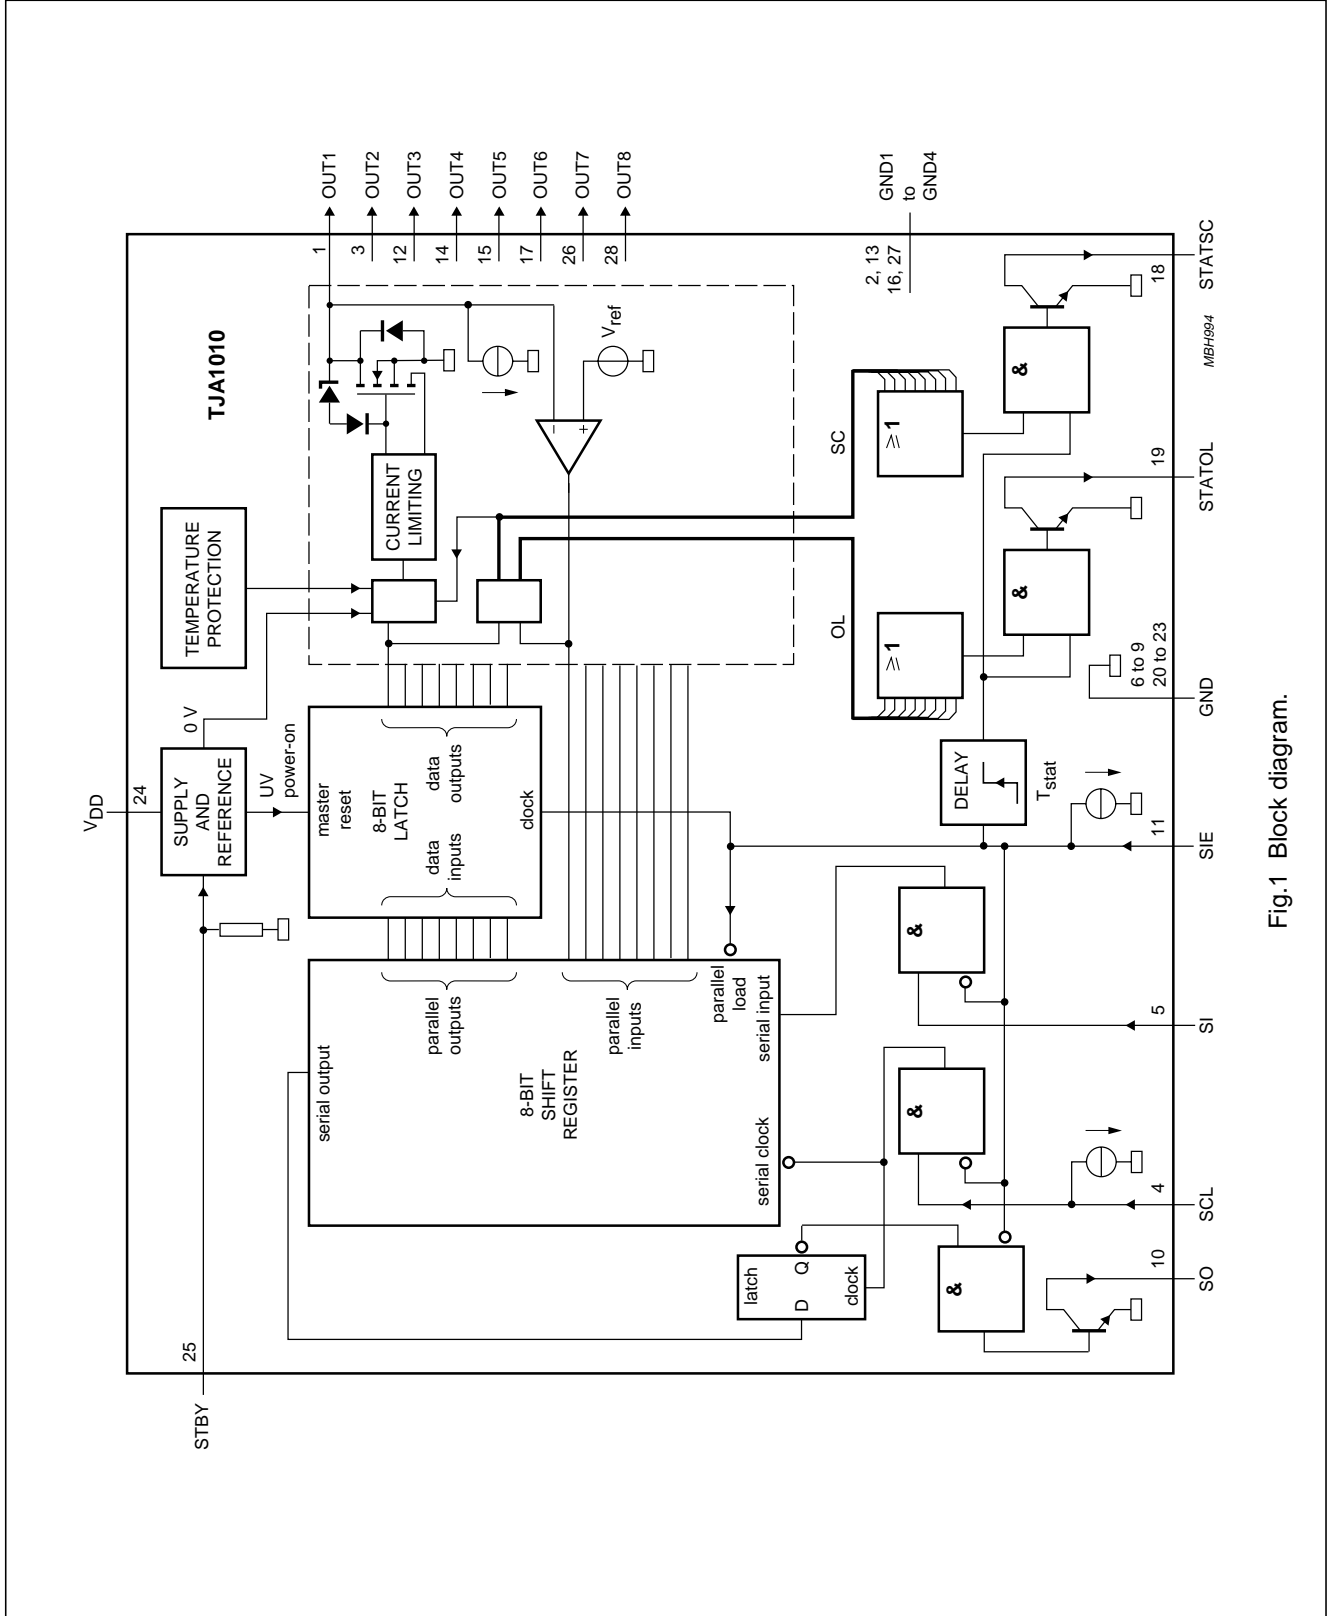 TJA1010
VDD
24
SUPPLY
AND
REFERENCE
0 V
UV
power-on
TEMPERATURE
PROTECTION
STBY
25
master
reset
8-BIT
LATCH
data
inputs
data
outputs
clock
CURRENT
LIMITING
Vref
−
+
1
OUT1
3
OUT2
12
OUT3
14
OUT4
15
OUT5
17
OUT6
26
OUT7
28
OUT8
serial output
parallel
outputs
parallel
inputs
parallel
load
8-BIT
SHIFT
REGISTER
serial clock
serial input
OL
SC
≥1
≥1
2, 13
16, 27
GND1
to
GND4
latch
D
Q
clock
&
&
&
&
&
DELAY
Tstat
6 to 9
20 to 23
10
SO
4
SCL
5
SI
11
SIE
GND
19
STATOL
18
STATSC
MBH994
Fig.1 Block diagram.